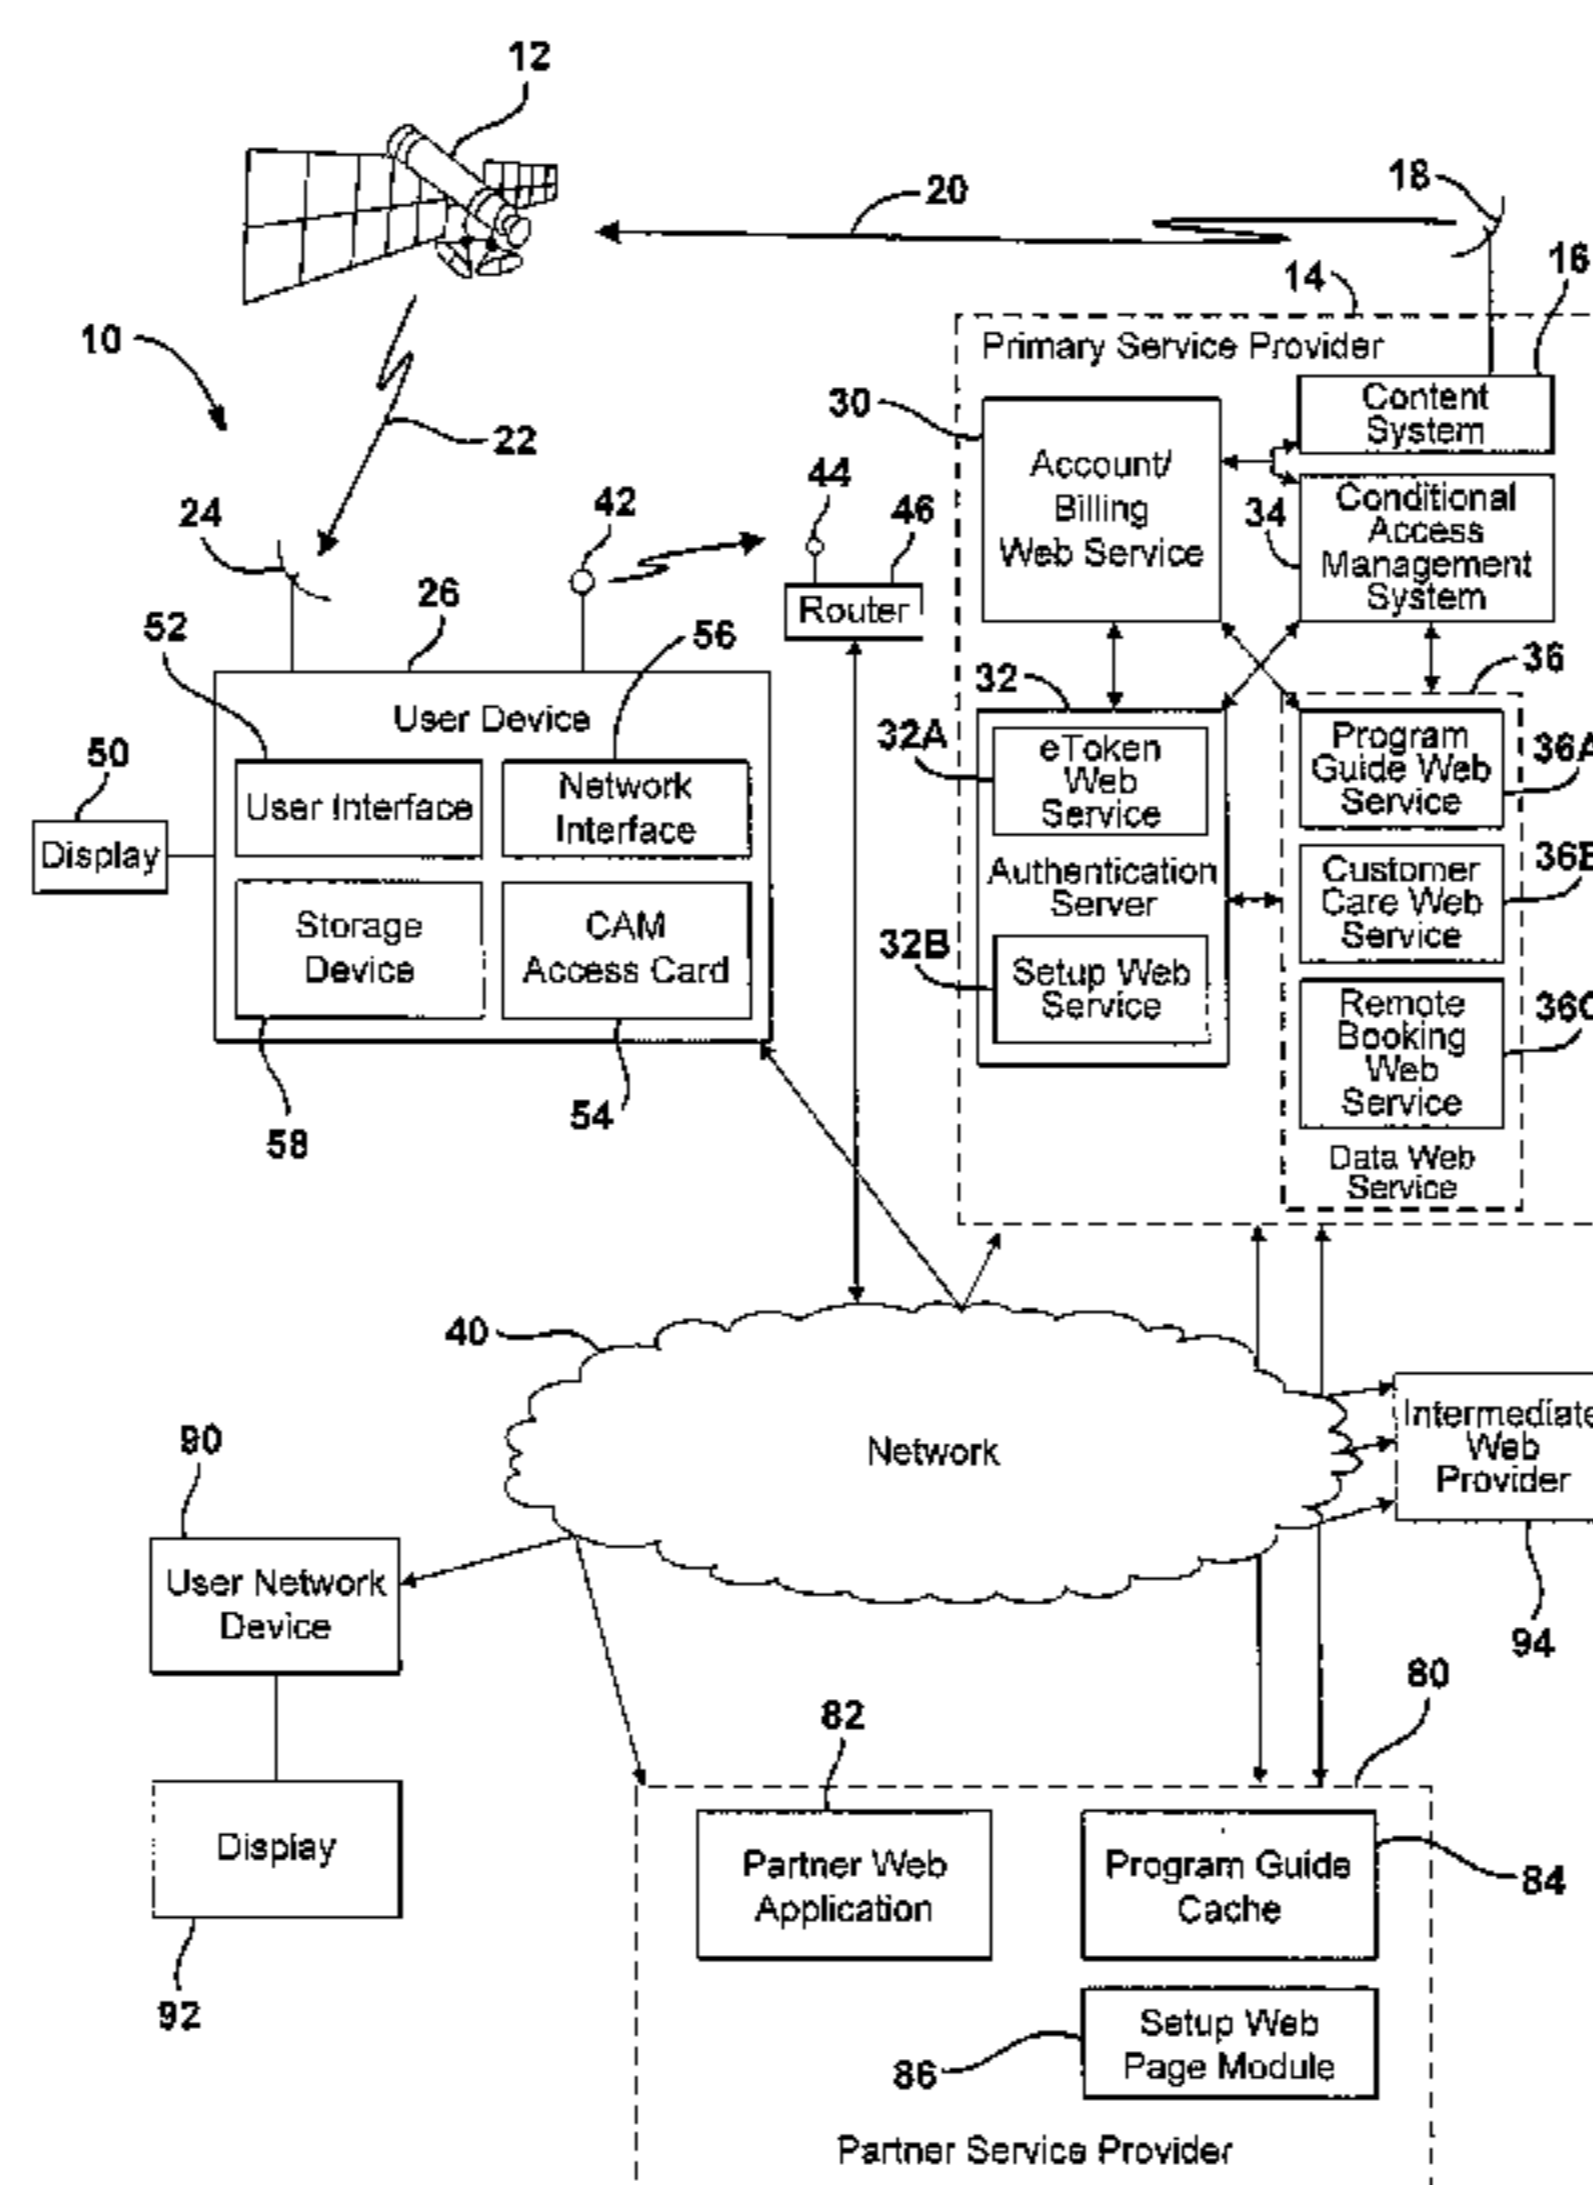 12
20
18
16
14
10
Primary Service Provider
30
Content
System
22
44
Account/
Billing
Web Service
34
Conditional
Access
Management
System
24
42
46
Router
26
52
56
36
32
User Device
32A
eToken
Web
Service
Program
Guide Web
Service
36A
50
User Interface
Network
Interface
Display
Authentication
Server
Customer
Care Web
Service
Storage
Device
CAM
Access Card
32B
Setup Web
Service
Remote
Booking
Web
Service
54
58
Data Web
Service
40
90
Network
Intermediate
Web
Provider
User Network
Device
94
80
82
Display
Partner Web
Application
Program Guide
Cache
84
92
Setup Web
Page Module
86
Partner Service Provider